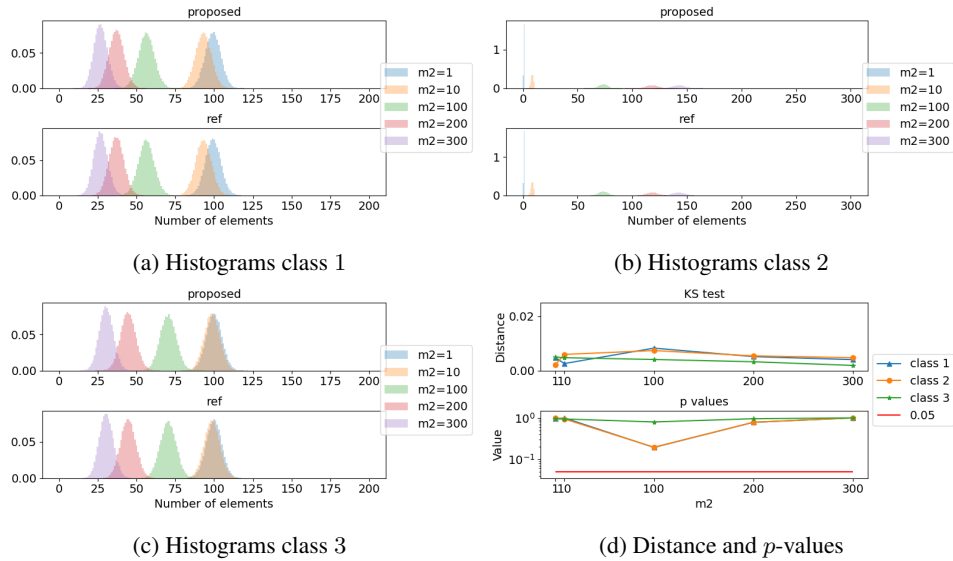 proposed
0.05
0.00
0 25 50 75 100 125 150 175 200
m2=1
m2=10
m2=100
m2=200
m2=300
ref
0.05
0.00
0 25 50 75 100 125 150 175 200
Number of elements
(a) Histograms class 1
proposed
1
0
0 50 100 150 200 250 300
m2=1
m2=10
m2=100
m2=200
m2=300
ref
1
0
0 50 100 150 200 250 300
Number of elements
(b) Histograms class 2
proposed
0.05
0.00
0 25 50 75 100 125 150 175 200
m2=1
m2=10
m2=100
m2=200
m2=300
ref
0.05
0.00
0 25 50 75 100 125 150 175 200
Number of elements
(c) Histograms class 3
KS test
Distance
0.02
0.00
110 100 200 300
class 1
class 2
class 3
0.05
p values
Value
10⁰
10⁻¹
110 100 200 300
m2
(d) Distance and p-values